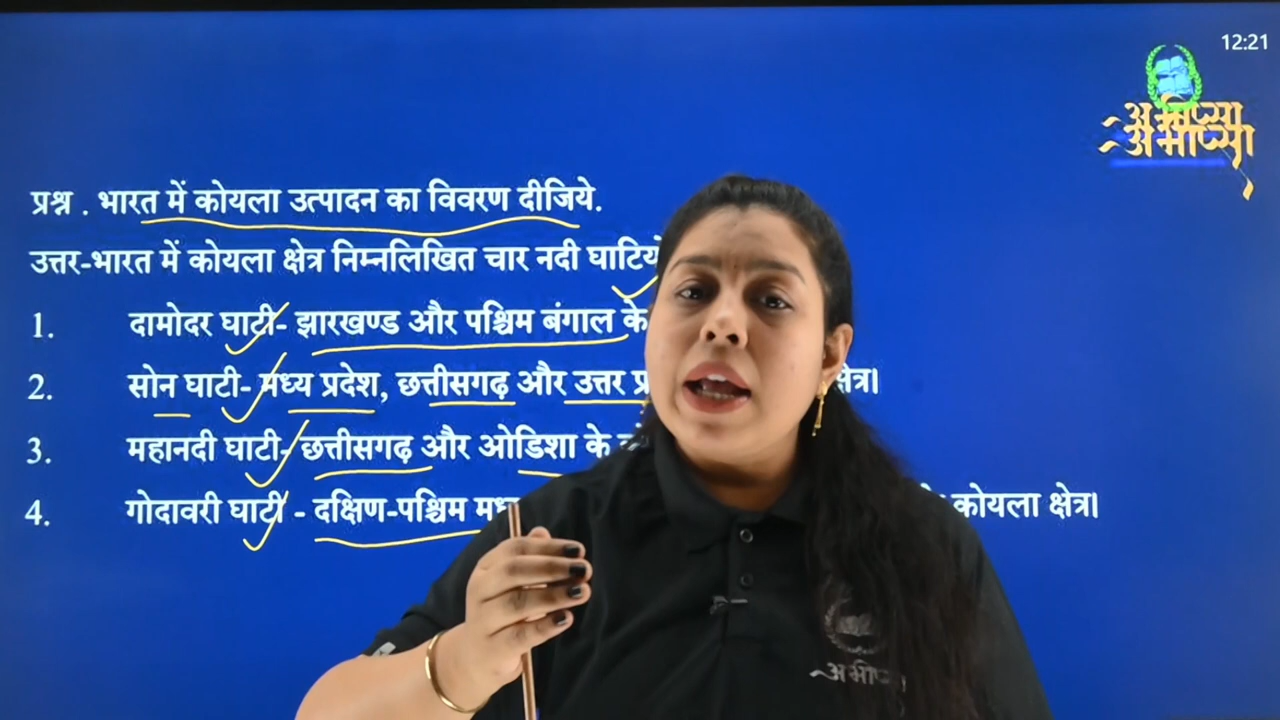 12:21
अभीप्सा
प्रश्न . भारत में कोयला उत्पादन का विवरण दीजिये.
उत्तर-भारत में कोयला क्षेत्र निम्नलिखित चार नदी
1. दामोदर घाटी- झारखण्ड और पश्चिम बंगाल के
2. सोन घाटी- मध्य प्रदेश, छत्तीसगढ़ और उत्तर क्षेत्र।
3. महानदी घाटी- छत्तीसगढ़ और ओडिशा के
4. गोदावरी घाटी - दक्षिण-पश्चिम कोयला क्षेत्र।